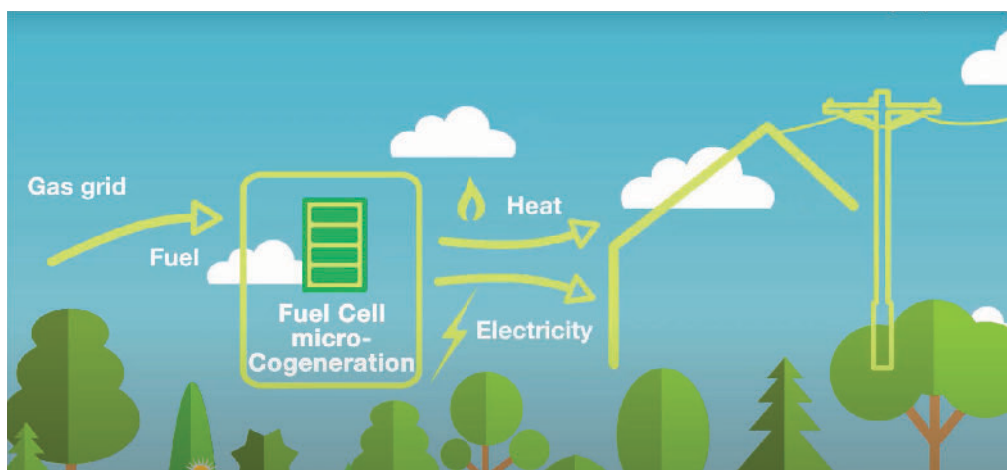 Gas grid
Fuel
Fuel Cell
micro-
Cogeneration
Heat
Electricity